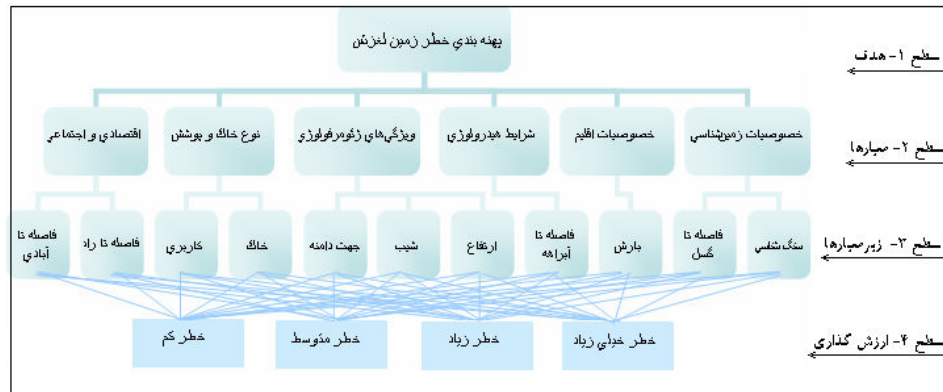 پهنه بندي خطر زمين لغزش
سطح ۱- هدف
خصوصيات زمين‌شناسي
خصوصيات اقليم
شرايط هيدرولوژي
ويژگي‌هاي ژئومرفولوژي
نوع خاك و پوشش
اقتصادي و اجتماعي
سطح ۲- معيارها
سنگ شناسي
فاصله تا
گسل
بارش
فاصله تا
آبراهه
ارتفاع
شيب
جهت دامنه
خاك
كاربري
فاصله تا راه
فاصله تا
آبادي
سطح ۳- زيرمعيارها
خطر خيلي زياد
خطر زياد
خطر متوسط
خطر كم
سطح ۴- ارزش گذاری